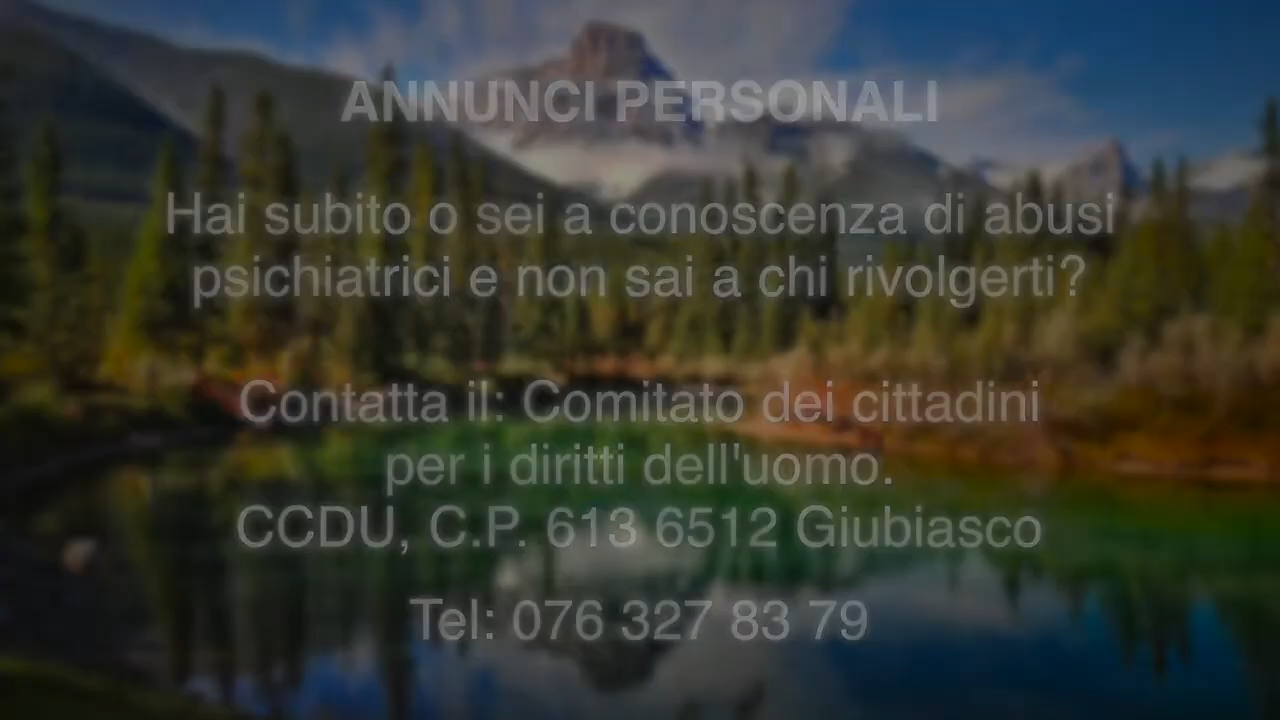 ANNUNCI PERSONALI
Hai subito o sei a conoscenza di abusi
psichiatrici e non sai a chi rivolgerti?
Contatta il: Comitato dei cittadini
per i diritti dell'uomo.
CCDU, C.P. 613 6512 Giubiasco
Tel: 076 327 83 79